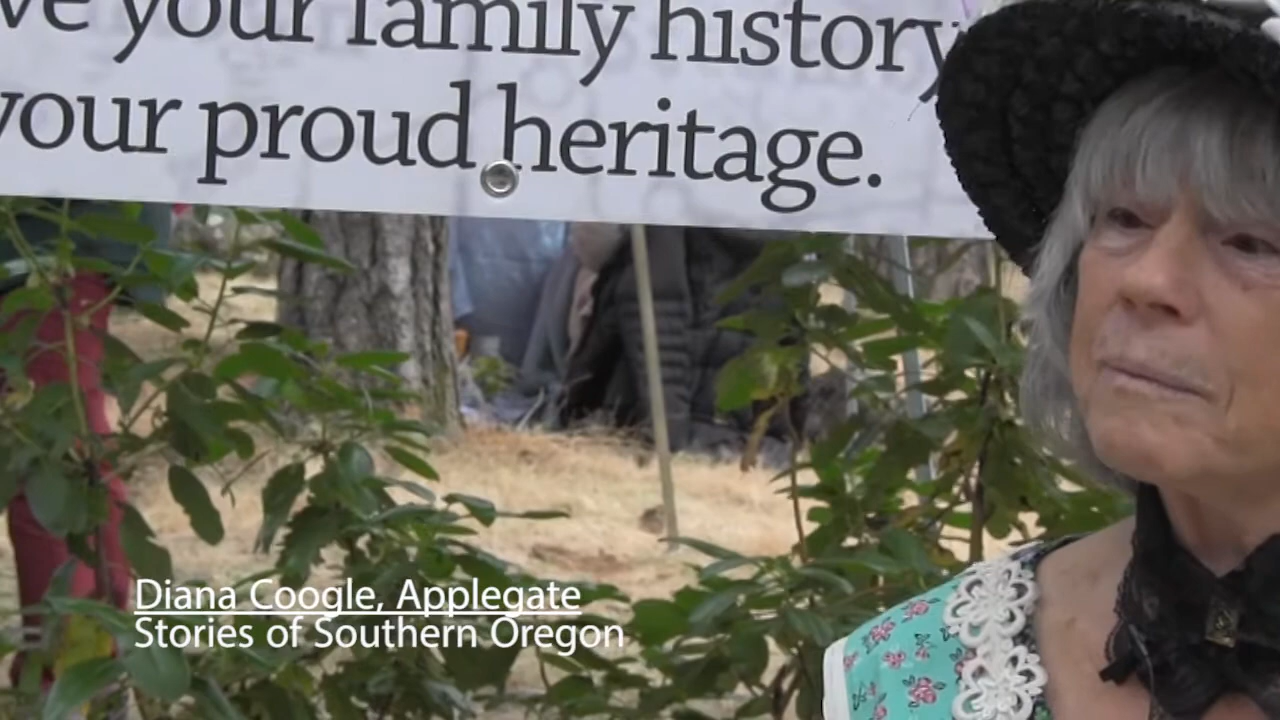 your family history
your proud heritage.
Diana Coogle, Applegate
Stories of Southern Oregon